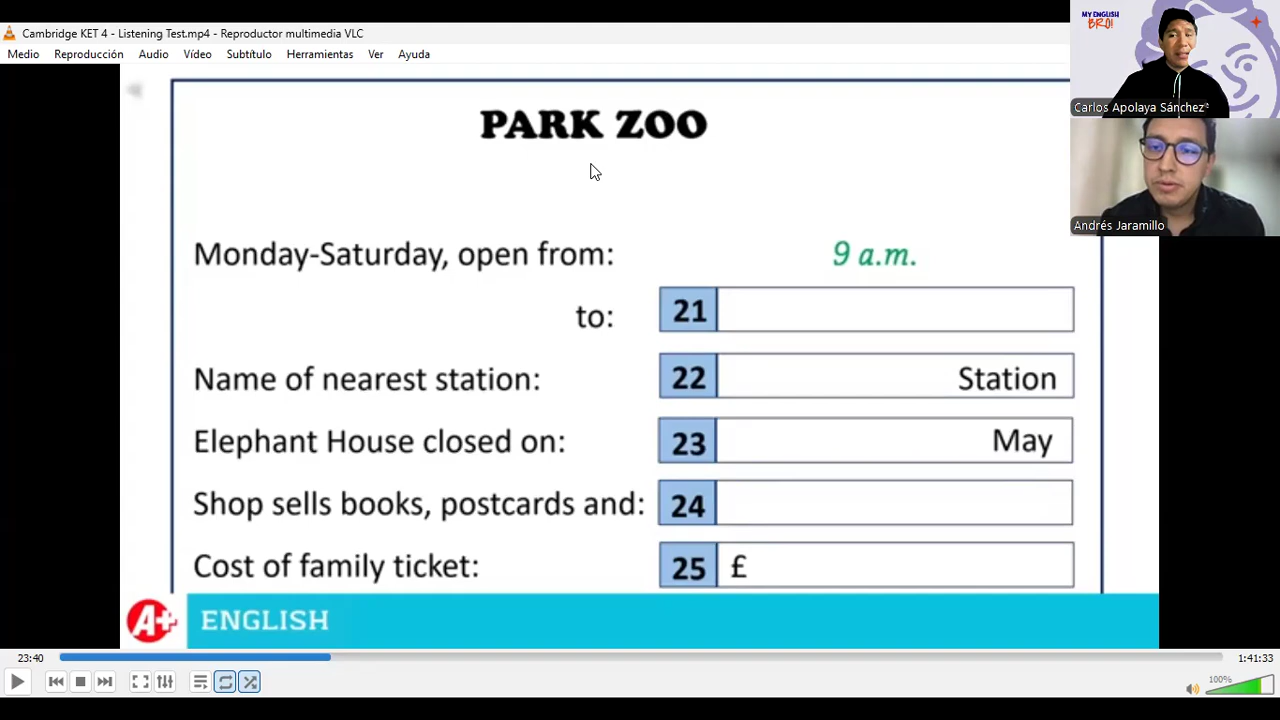 Cambridge KET 4 - Listening Test.mp4 - Reproductor multimedia VLC
Medio Reproducción Audio Vídeo Subtítulo Herramientas Ver Ayuda
MY ENGLISH
BRO!
Carlos Apolaya Sánchez
Andrés Jaramillo
PARK ZOO
Monday-Saturday, open from: 9 a.m.
to: 21
Name of nearest station: 22 Station
Elephant House closed on: 23 May
Shop sells books, postcards and: 24
Cost of family ticket: 25 £
A+ ENGLISH
23:40 1:41:33
100%